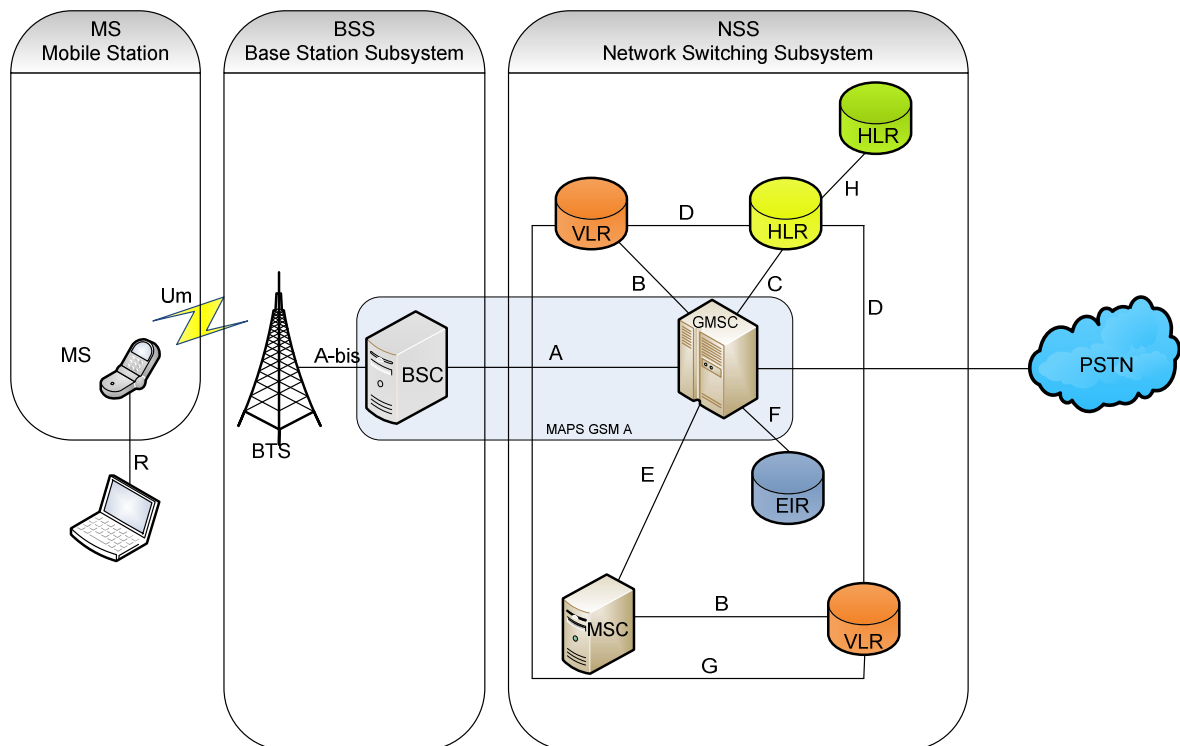 MS
Mobile Station
BSS
Base Station Subsystem
NSS
Network Switching Subsystem
HLR
H
VLR
D
HLR
B
C
Um
GMSC
D
MS
A-bis
BSC
A
PSTN
F
MAPS GSM A
BTS
R
E
EIR
MSC
B
VLR
G